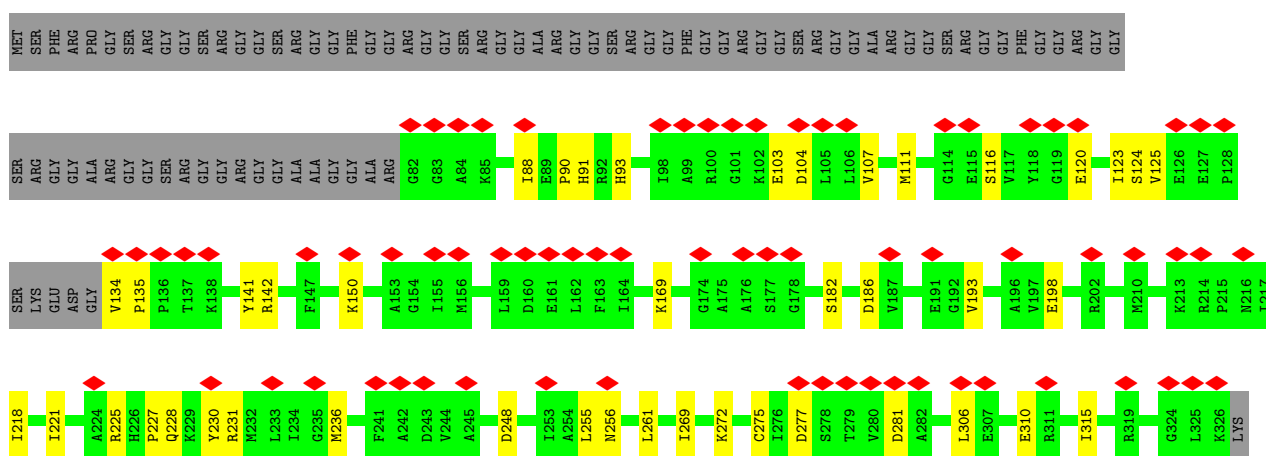 MET SER PHE ARG PRO GLY SER ARG GLY GLY SER ARG GLY GLY SER ARG GLY GLY PHE GLY GLY ARG GLY GLY SER ARG GLY GLY ALA ARG GLY GLY SER ARG GLY GLY PHE GLY GLY ARG GLY GLY SER ARG GLY GLY ALA ARG GLY GLY SER ARG GLY GLY PHE GLY GLY ARG GLY GLY
SER ARG GLY GLY ALA ARG GLY GLY SER ARG GLY GLY ARG GLY GLY ALA ALA GLY GLY ALA ARG G82 G83 A84 K85 I88 E89 P90 H91 R92 H93 I98 A99 R100 G101 K102 E103 D104 L105 L106 V107 M111 G114 E115 S116 V117 Y118 G119 E120 I123 S124 V125 E126 E127 P128
SER LYS GLU ASP GLY V134 P135 P136 T137 K138 Y141 R142 F147 K150 A153 G154 I155 M156 L159 D160 E161 L162 F163 I164 K169 G174 A175 A176 S177 G178 S182 D186 V187 E191 G192 V193 A196 V197 E198 R202 M210 K213 R214 P215 N216 I217
I218 I221 A224 R225 H226 P227 Q228 K229 Y230 R231 M232 L233 I234 G235 M236 F241 A242 D243 V244 A245 D248 I253 A254 L255 N256 L261 I269 K272 C275 I276 D277 S278 T279 V280 D281 A282 L306 E307 E310 R311 I315 R319 G324 L325 K326 LYS